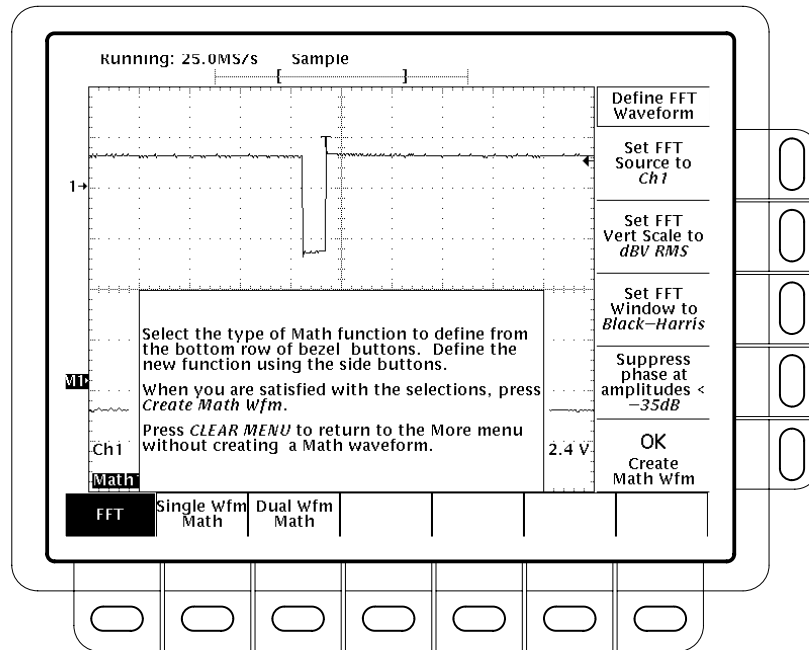 Running: 25.0MS/s Sample
[ ]
T
1→
M1
Select the type of Math function to define from
the bottom row of bezel buttons. Define the
new function using the side buttons.
When you are satisfied with the selections, press
Create Math Wfm.
Press CLEAR MENU to return to the More menu
without creating a Math waveform.
Ch1
2.4 V
Math
Define FFT
Waveform
Set FFT
Source to
Ch1
Set FFT
Vert Scale to
dBV RMS
Set FFT
Window to
Black–Harris
Suppress
phase at
amplitudes <
–35dB
OK
Create
Math Wfm
FFT
Single Wfm
Math
Dual Wfm
Math